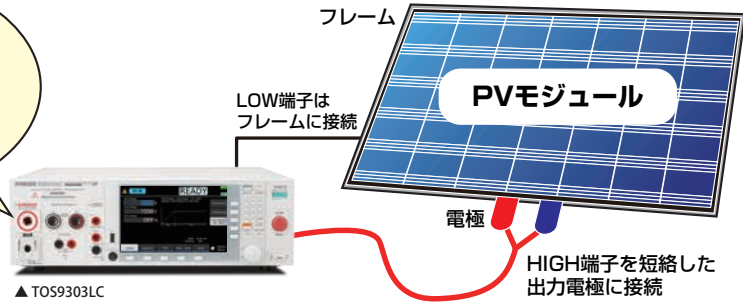 フレーム
PVモジュール
LOW端子は
フレームに接続
READY
電極
HIGH端子を短絡した
出力電極に接続
▲ TOS9303LC